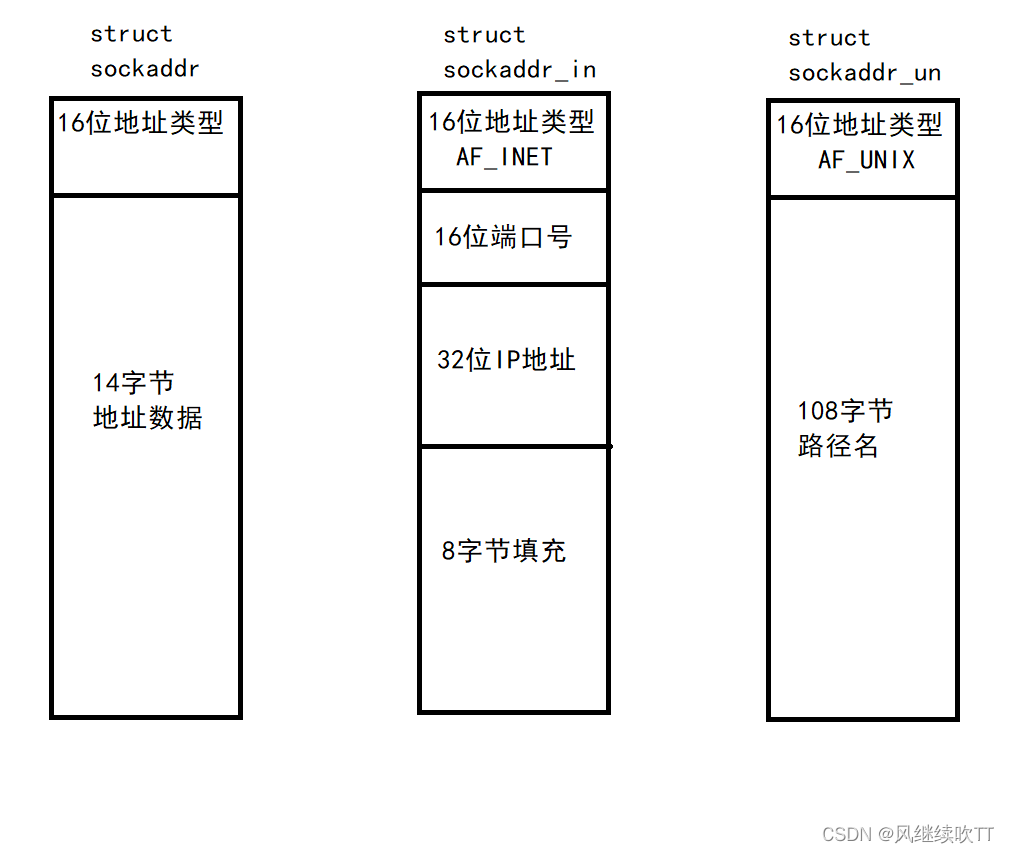 struct
sockaddr
16位地址类型
14字节
地址数据
struct
sockaddr_in
16位地址类型
AF_INET
16位端口号
32位IP地址
8字节填充
struct
sockaddr_un
16位地址类型
AF_UNIX
108字节
路径名
CSDN @风继续吹TT